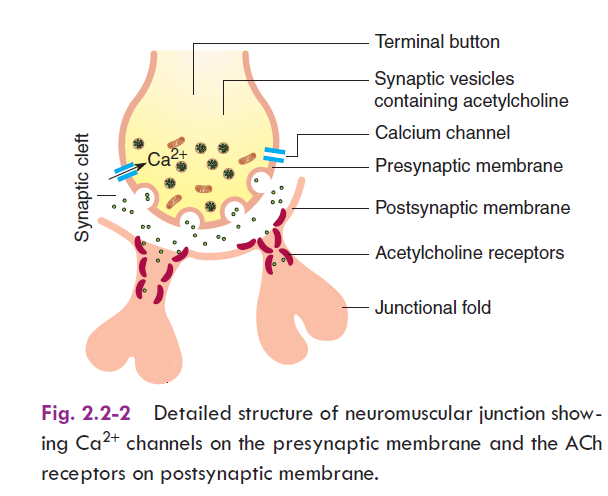 Terminal button
Synaptic vesicles
containing acetylcholine
Calcium channel
Ca2+
Presynaptic membrane
Synaptic cleft
Postsynaptic membrane
Acetylcholine receptors
Junctional fold
Fig. 2.2-2 Detailed structure of neuromuscular junction show-
ing Ca2+ channels on the presynaptic membrane and the ACh
receptors on postsynaptic membrane.